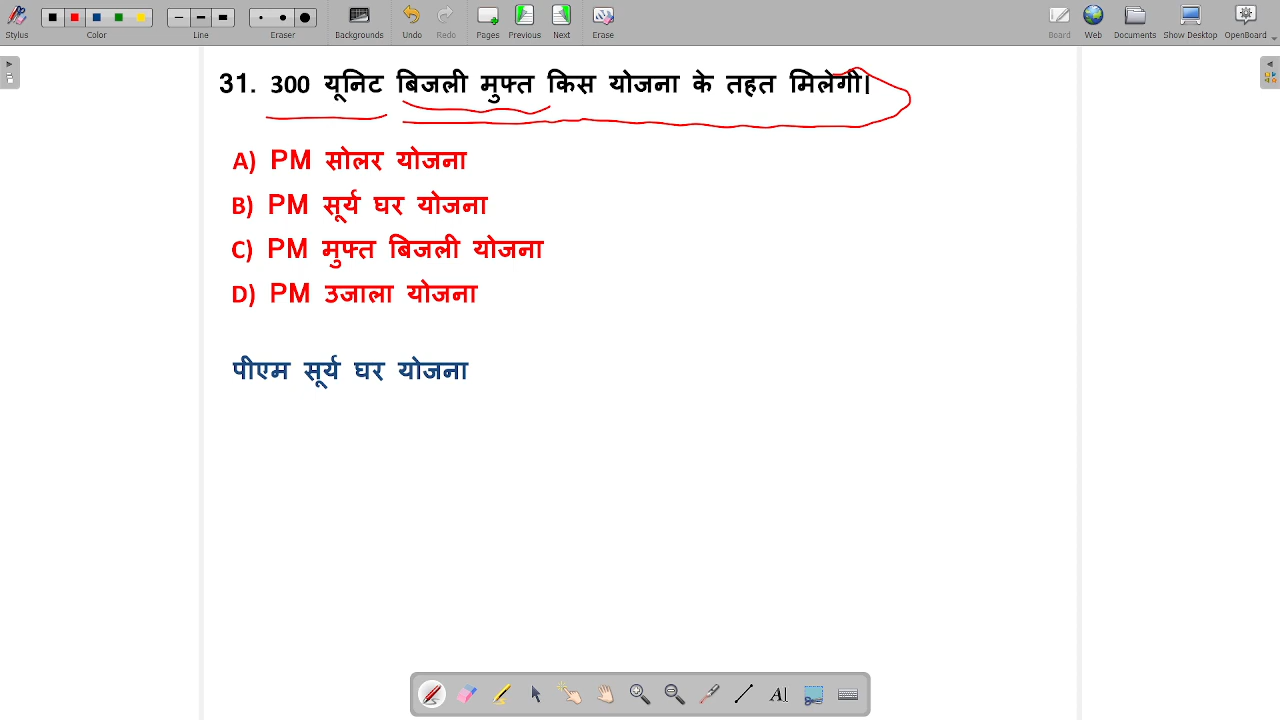 Stylus
Color
Line
Eraser
Backgrounds
Undo
Redo
Pages
Previous
Next
Erase
Board
Web
Documents
Show Desktop
OpenBoard
31. 300 यूनिट बिजली मुफ्त किस योजना के तहत मिलेगी।
A) PM सोलर योजना
B) PM सूर्य घर योजना
C) PM मुफ्त बिजली योजना
D) PM उजाला योजना
पीएम सूर्य घर योजना
AI